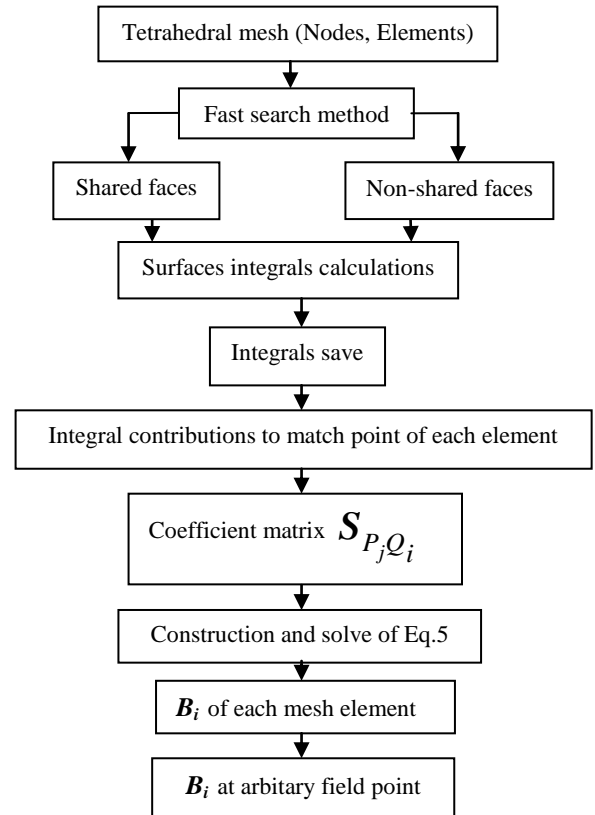 Tetrahedral mesh (Nodes, Elements)
Fast search method
Shared faces
Non-shared faces
Surfaces integrals calculations
Integrals save
Integral contributions to match point of each element
Coefficient matrix S_{P_jQ_i}
Construction and solve of Eq.5
B_i of each mesh element
B_i at arbitary field point